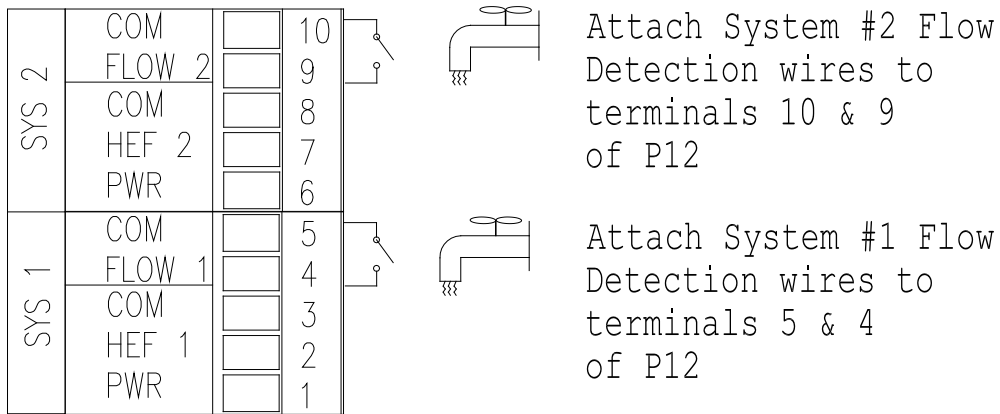 SYS 2
COM 10
FLOW 2 9
COM 8
HEF 2 7
PWR 6
Attach System #2 Flow
Detection wires to
terminals 10 & 9
of P12
SYS 1
COM 5
FLOW 1 4
COM 3
HEF 1 2
PWR 1
Attach System #1 Flow
Detection wires to
terminals 5 & 4
of P12